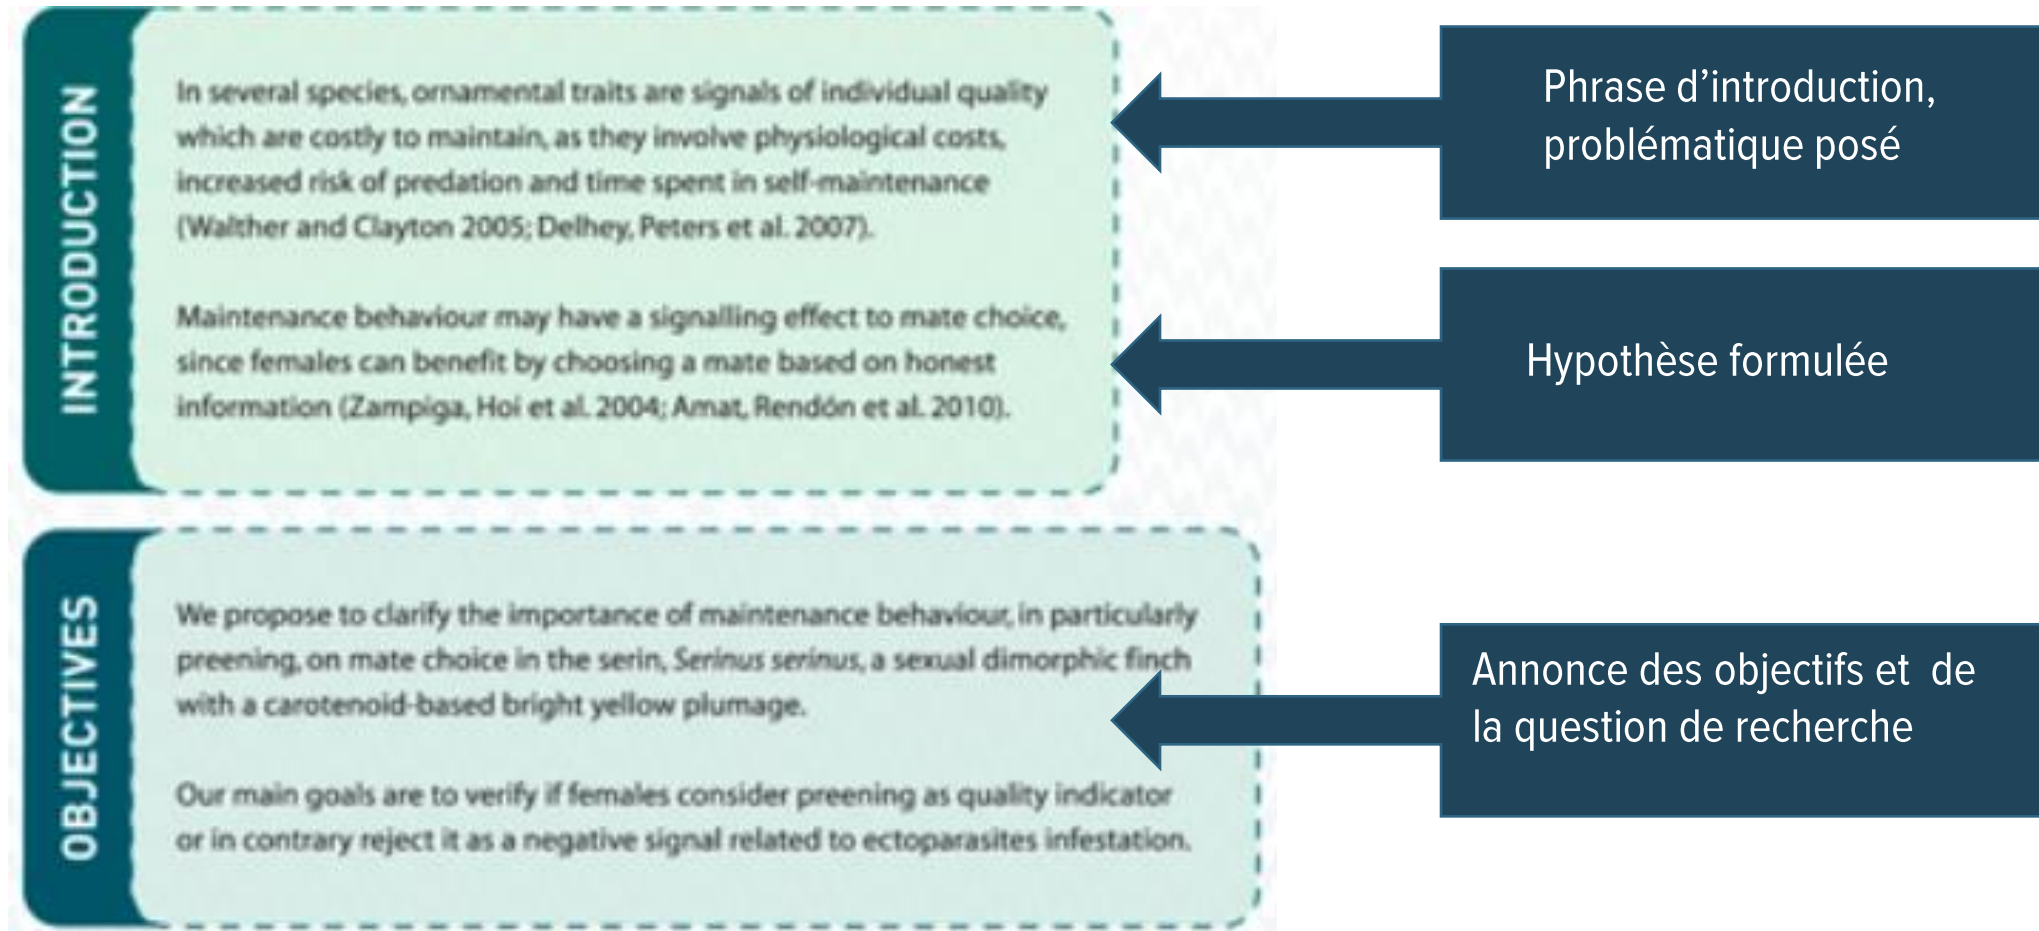 INTRODUCTION
In several species, ornamental traits are signals of individual quality
which are costly to maintain, as they involve physiological costs,
increased risk of predation and time spent in self-maintenance
(Walther and Clayton 2005; Delhey, Peters et al. 2007).
Maintenance behaviour may have a signalling effect to mate choice,
since females can benefit by choosing a mate based on honest
information (Zampiga, Hoi et al. 2004; Amat, Rendón et al. 2010).
Phrase d’introduction,
problématique posé
Hypothèse formulée
OBJECTIVES
We propose to clarify the importance of maintenance behaviour, in particularly
preening, on mate choice in the serin, Serinus serinus, a sexual dimorphic finch
with a carotenoid-based bright yellow plumage.
Our main goals are to verify if females consider preening as quality indicator
or in contrary reject it as a negative signal related to ectoparasites infestation.
Annonce des objectifs et  de
la question de recherche